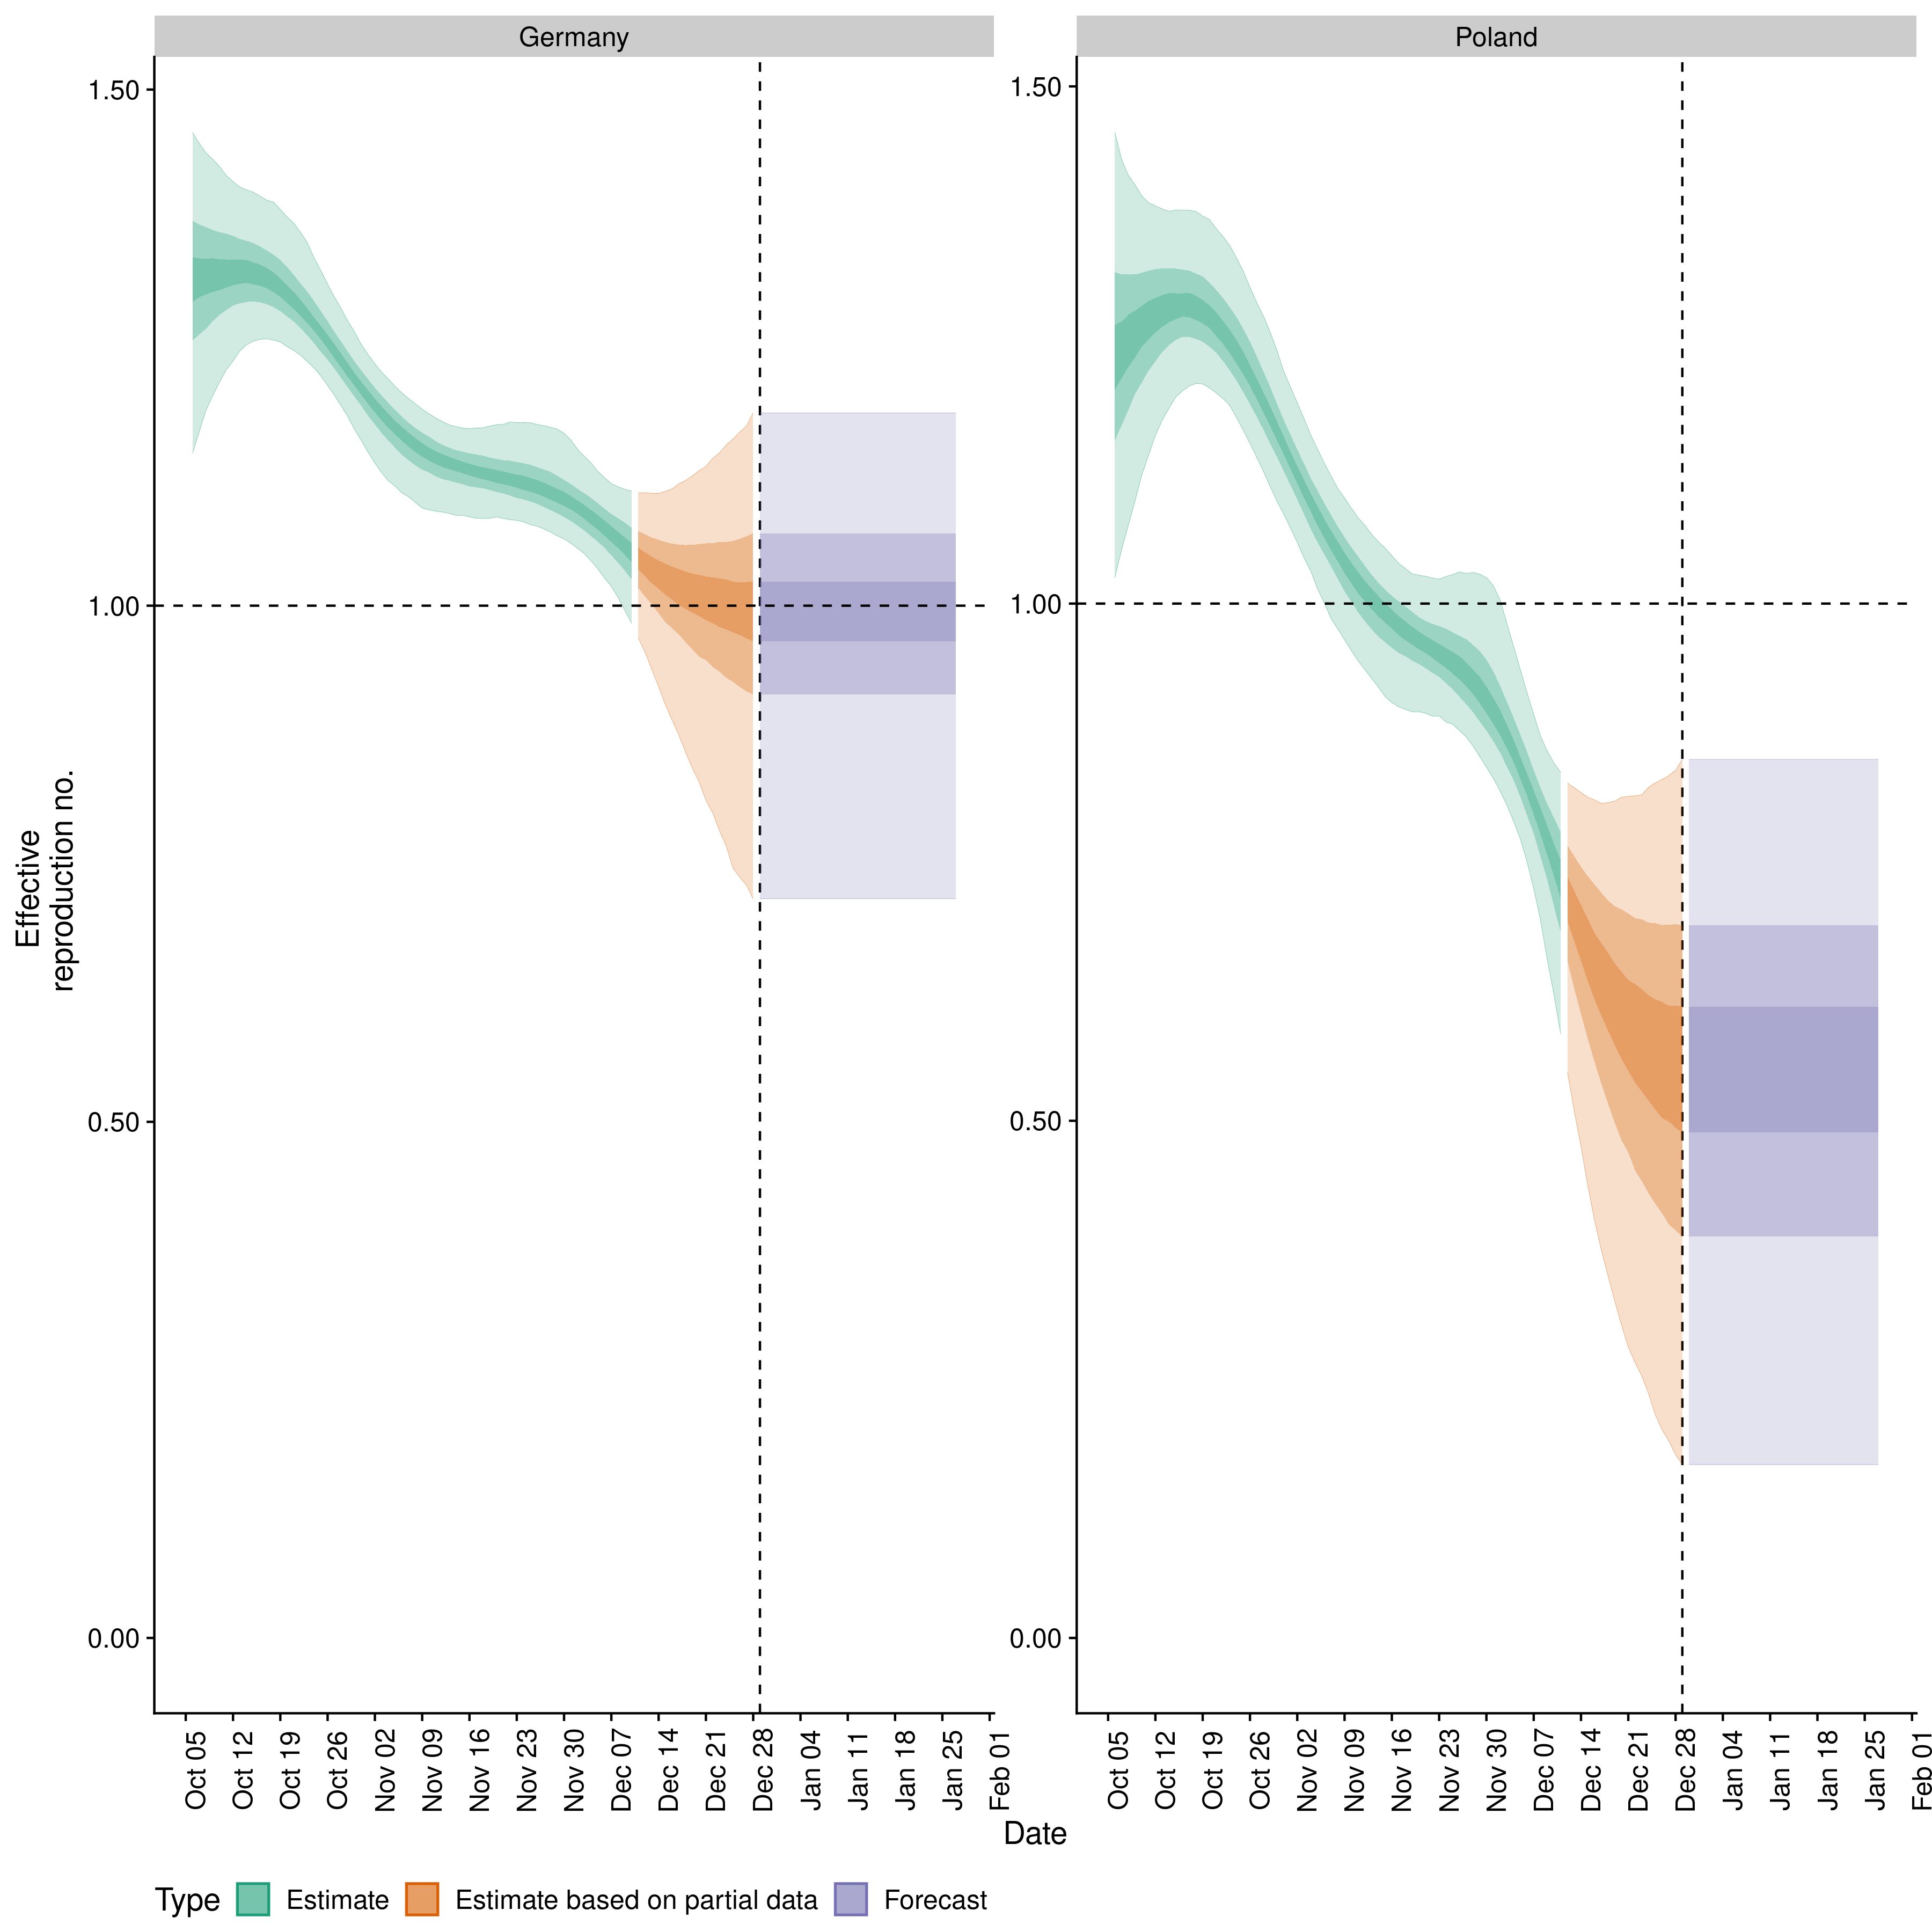 Germany
Poland
1.50
1.00
0.50
0.00
1.50
1.00
0.50
0.00
Effective
reproduction no.
Oct 05
Oct 12
Oct 19
Oct 26
Nov 02
Nov 09
Nov 16
Nov 23
Nov 30
Dec 07
Dec 14
Dec 21
Dec 28
Jan 04
Jan 11
Jan 18
Jan 25
Feb 01
Oct 05
Oct 12
Oct 19
Oct 26
Nov 02
Nov 09
Nov 16
Nov 23
Nov 30
Dec 07
Dec 14
Dec 21
Dec 28
Jan 04
Jan 11
Jan 18
Jan 25
Feb 01
Date
Type Estimate Estimate based on partial data Forecast